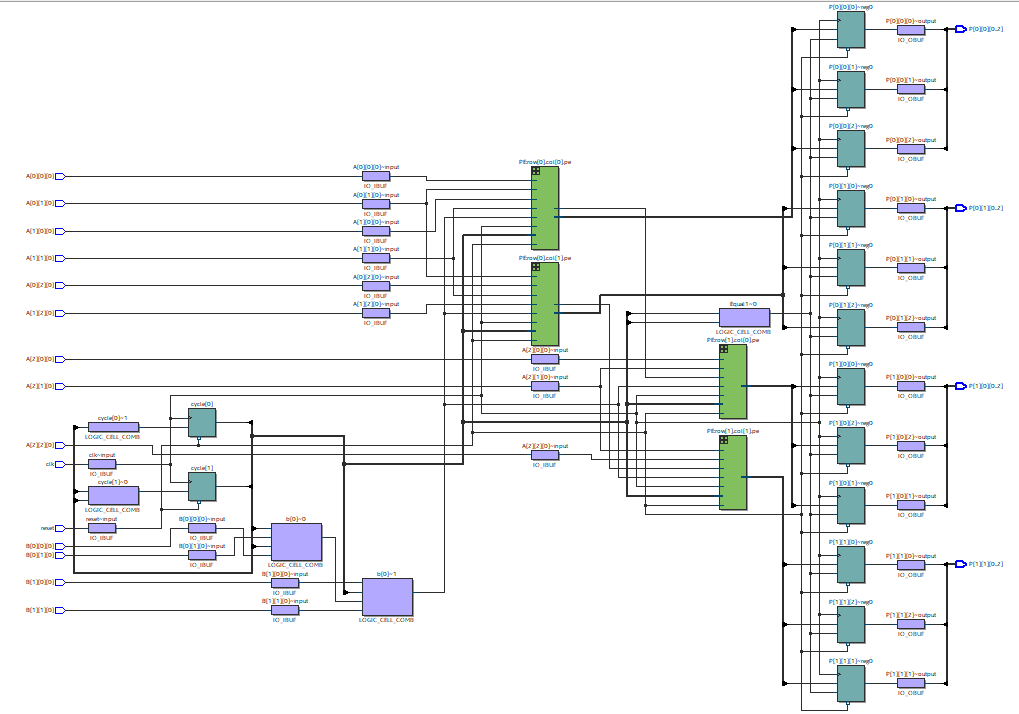 P[0][0][0]~reg0
P[0][0][0]~output
P[0][0][0..2]
IO_OBUF
P[0][0][1]~reg0
P[0][0][1]~output
IO_OBUF
P[0][0][2]~reg0
P[0][0][2]~output
IO_OBUF
PErow[0].col[0].pe
A[0][0][0]
A[0][0][0]~input
IO_IBUF
P[0][1][0]~reg0
P[0][1][0]~output
P[0][1][0..2]
IO_OBUF
A[0][1][0]
A[0][1][0]~input
IO_IBUF
A[1][0][0]
A[1][0][0]~input
IO_IBUF
P[0][1][1]~reg0
P[0][1][1]~output
IO_OBUF
A[1][1][0]
A[1][1][0]~input
IO_IBUF
PErow[0].col[1].pe
A[0][2][0]
A[0][2][0]~input
IO_IBUF
A[1][2][0]
A[1][2][0]~input
IO_IBUF
Equal1~0
LOGIC_CELL_COMB
P[0][1][2]~reg0
P[0][1][2]~output
IO_OBUF
PErow[1].col[0].pe
A[2][0][0]
A[2][0][0]~input
IO_IBUF
A[2][1][0]
A[2][1][0]~input
IO_IBUF
P[1][0][0]~reg0
P[1][0][0]~output
P[1][0][0..2]
IO_OBUF
cycle[0]~1
LOGIC_CELL_COMB
cycle[0]
PErow[1].col[1].pe
P[1][0][2]~reg0
P[1][0][2]~output
IO_OBUF
A[2][2][0]
A[2][2][0]~input
IO_IBUF
clk
clk~input
IO_IBUF
cycle[1]
cycle[1]~0
LOGIC_CELL_COMB
P[1][0][1]~reg0
P[1][0][1]~output
IO_OBUF
reset
reset~input
IO_IBUF
B[0][0][0]
B[0][0][0]~input
IO_IBUF
B[0][1][0]
B[0][1][0]~input
IO_IBUF
b[0]~0
LOGIC_CELL_COMB
P[1][1][0]~reg0
P[1][1][0]~output
P[1][1][0..2]
IO_OBUF
B[1][0][0]
B[1][0][0]~input
IO_IBUF
B[1][1][0]
B[1][1][0]~input
IO_IBUF
b[0]~1
LOGIC_CELL_COMB
P[1][1][2]~reg0
P[1][1][2]~output
IO_OBUF
P[1][1][1]~reg0
P[1][1][1]~output
IO_OBUF